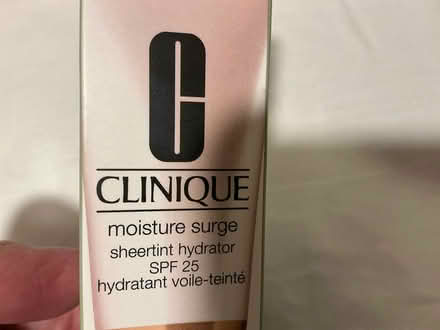 C
CLINIQUE
moisture surge
sheertint hydrator
SPF 25
hydratant voile-teinté